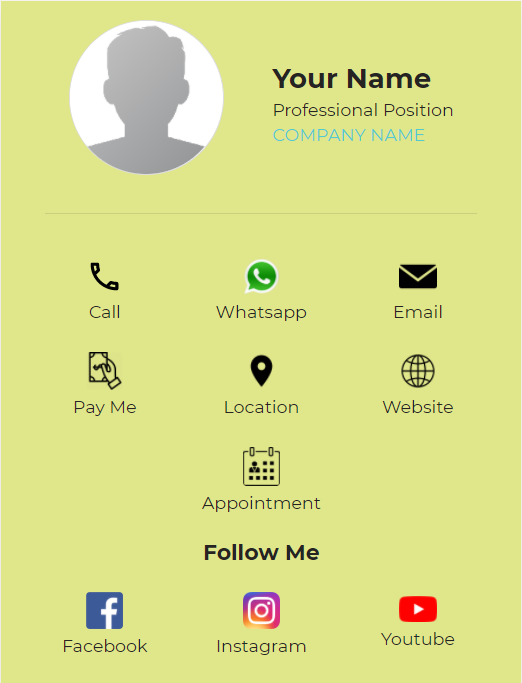 Your Name
Professional Position
COMPANY NAME
Call
Whatsapp
Email
Pay Me
Location
Website
Appointment
Follow Me
Facebook
Instagram
Youtube